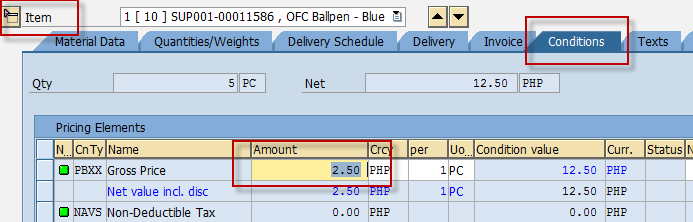 Item 1 [ 10 ] SUP001-00011586 , OFC Ballpen - Blue
Material Data Quantities/Weights Delivery Schedule Delivery Invoice Conditions Texts
Qty 5 PC Net 12.50 PHP
Pricing Elements
N... CnTy Name Amount Crcy per Uo... Condition value Curr. Status N
PBXX Gross Price 2.50 PHP 1 PC 12.50 PHP
Net value incl. disc 2.50 PHP 1 PC 12.50 PHP
NAVS Non-Deductible Tax 0.00 PHP 0.00 PHP